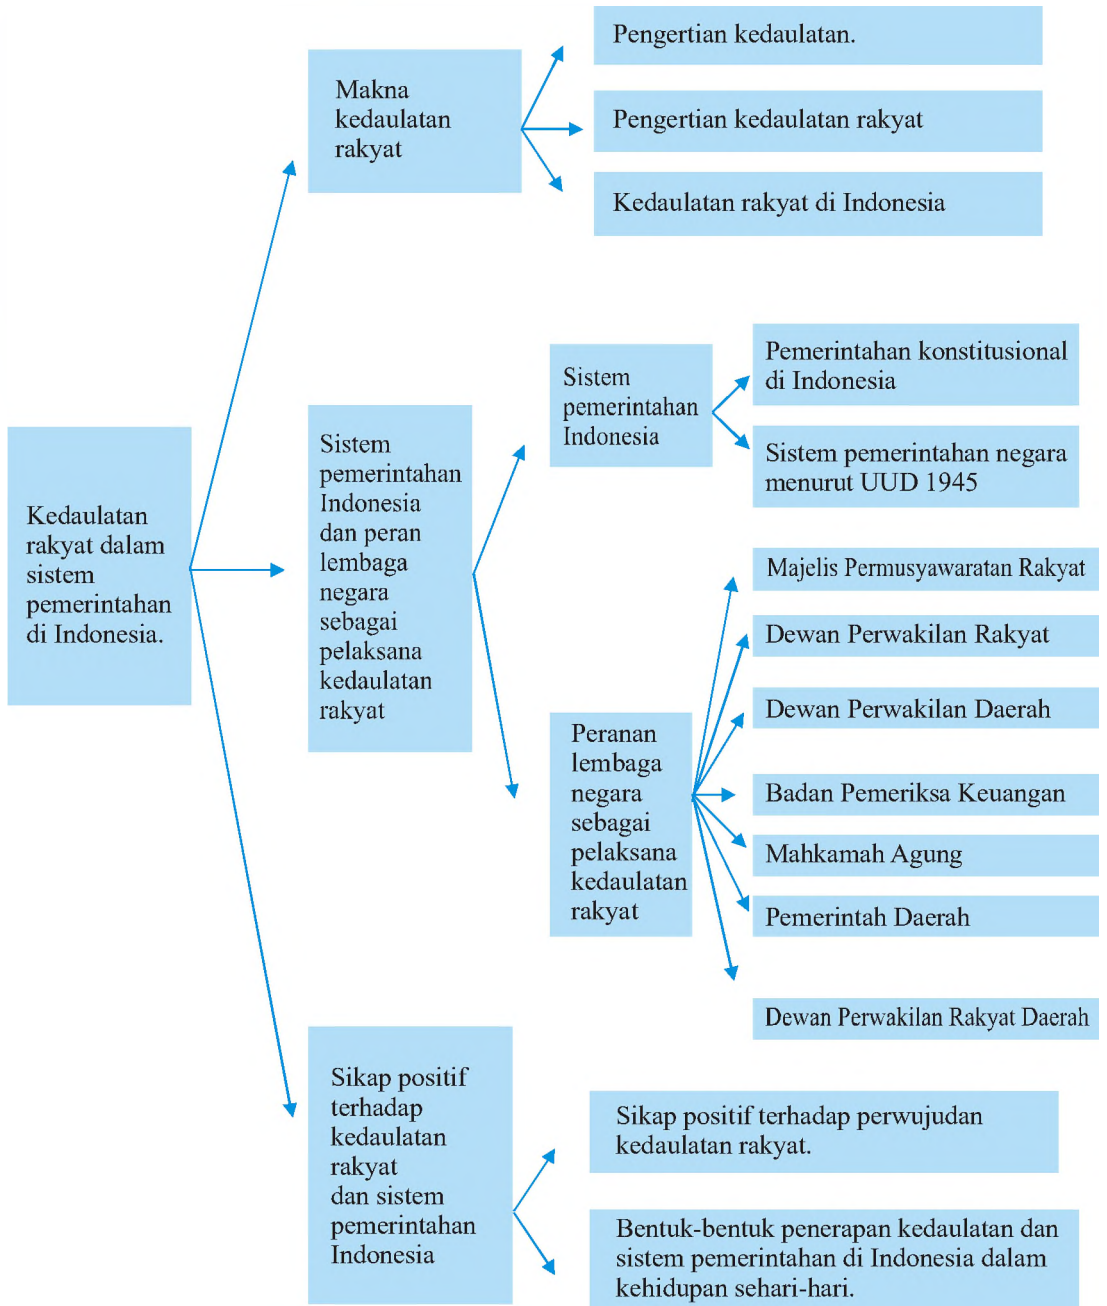 Kedaulatan
rakyat dalam
sistem
pemerintahan
di Indonesia.
Makna
kedaulatan
rakyat
Pengertian kedaulatan.
Pengertian kedaulatan rakyat
Kedaulatan rakyat di Indonesia
Sistem
pemerintahan
Indonesia
dan peran
lembaga
negara
sebagai
pelaksana
kedaulatan
rakyat
Sistem
pemerintahan
Indonesia
Pemerintahan konstitusional
di Indonesia
Sistem pemerintahan negara
menurut UUD 1945
Peranan
lembaga
negara
sebagai
pelaksana
kedaulatan
rakyat
Majelis Permusyawaratan Rakyat
Dewan Perwakilan Rakyat
Dewan Perwakilan Daerah
Badan Pemeriksa Keuangan
Mahkamah Agung
Pemerintah Daerah
Dewan Perwakilan Rakyat Daerah
Sikap positif
terhadap
kedaulatan
rakyat
dan sistem
pemerintahan
Indonesia
Sikap positif terhadap perwujudan
kedaulatan rakyat.
Bentuk-bentuk penerapan kedaulatan dan
sistem pemerintahan di Indonesia dalam
kehidupan sehari-hari.